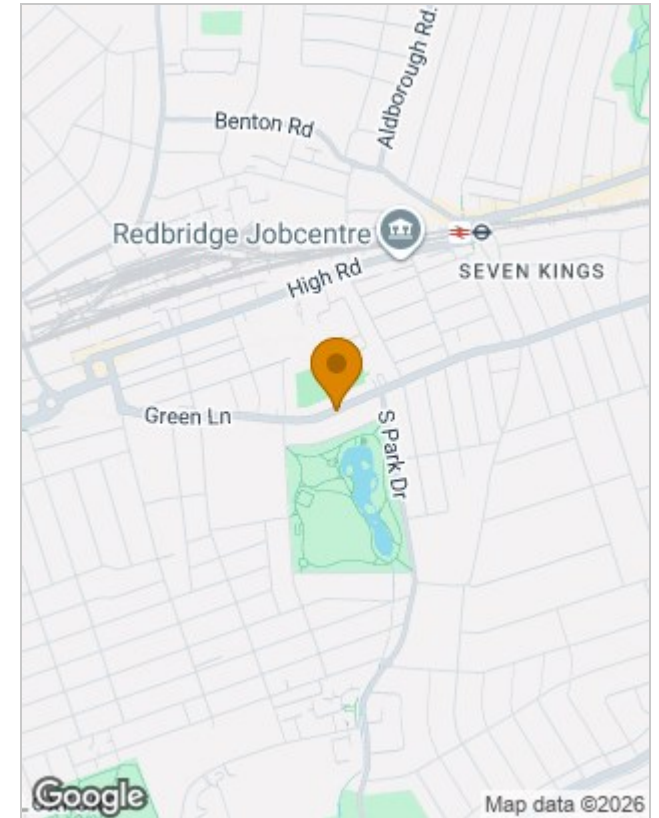 Aldborough Rd.
Benton Rd
Redbridge Jobcentre
SEVEN KINGS
High Rd
Green Ln
S Park Dr
Google
Map data ©2026